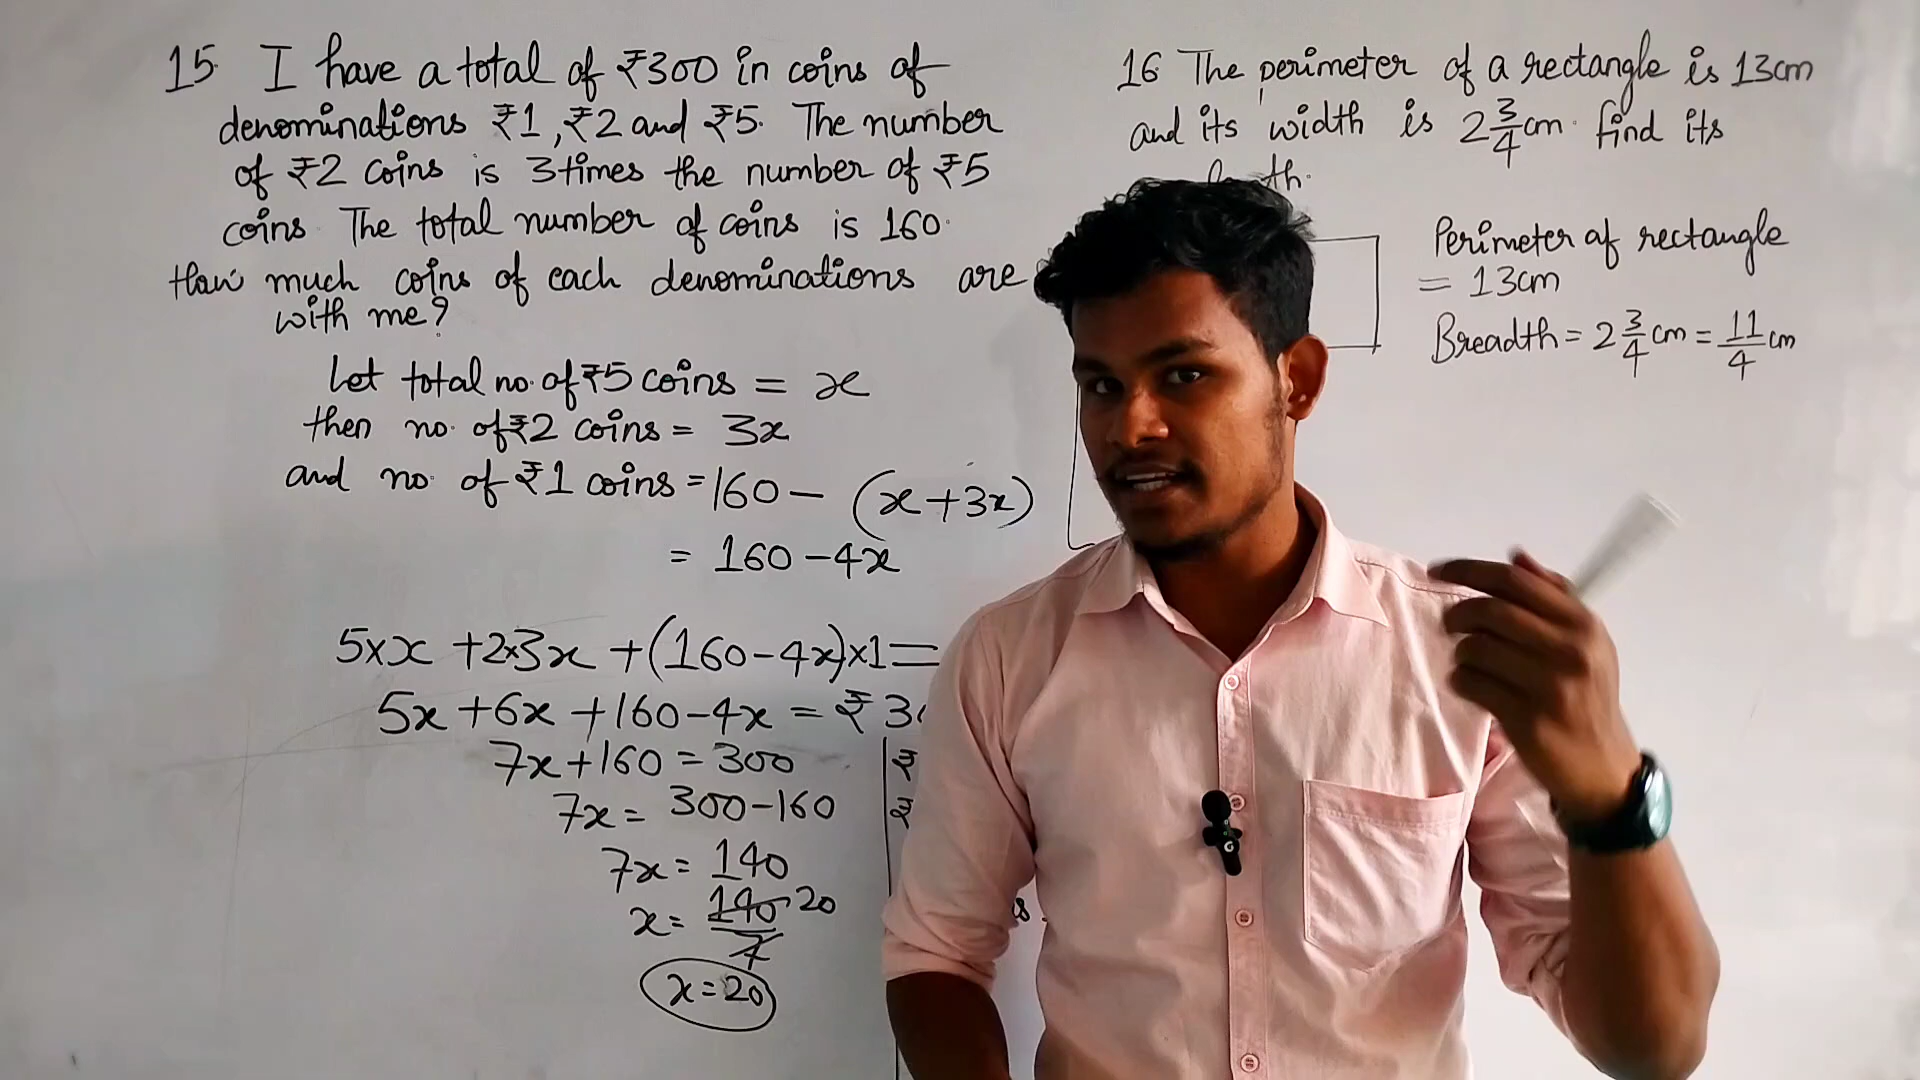 15. I have a total of ₹300 in coins of
denominations ₹1, ₹2 and ₹5. The number
of ₹2 coins is 3 times the number of ₹5
coins. The total number of coins is 160.
How much coins of each denominations are
with me?
Let total no. of ₹5 coins = x
then no. of ₹2 coins = 3x
and no. of ₹1 coins = 160 - (x+3x)
= 160-4x
5×x +2×3x +(160-4x)×1=
5x+6x+160-4x = ₹3
7x+160 = 300
7x = 300-160
7x = 140
x = 140/7 20
x=20
₹
₹
16. The perimeter of a rectangle is 13cm
and its width is 2 3/4 cm. find its
Perimeter of rectangle
= 13cm
Breadth = 2 3/4 cm = 11/4 cm
G